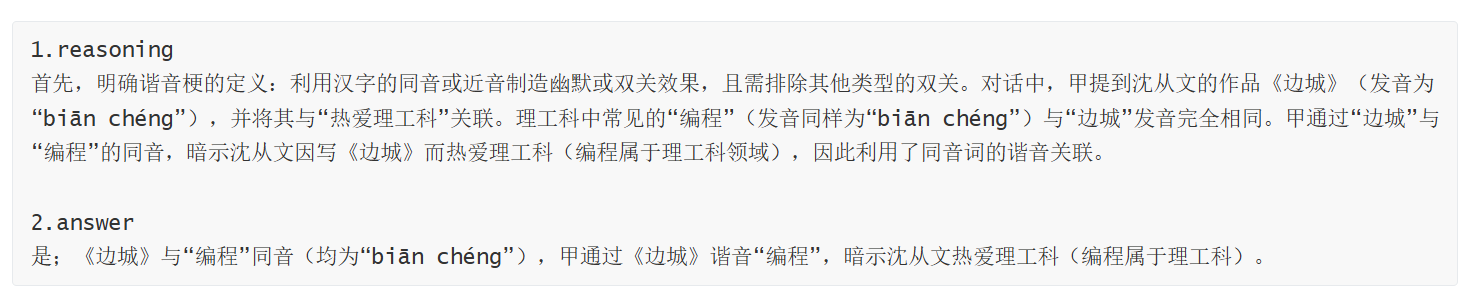 1.reasoning
首先，明确谐音梗的定义：利用汉字的同音或近音制造幽默或双关效果，且需排除其他类型的双关。对话中，甲提到沈从文的作品《边城》（发音为
“biān chéng”），并将其与“热爱理工科”关联。理工科中常见的“编程”（发音同样为“biān chéng”）与“边城”发音完全相同。甲通过“边城”与
“编程”的同音，暗示沈从文因写《边城》而热爱理工科（编程属于理工科领域），因此利用了同音词的谐音关联。
2.answer
是；《边城》与“编程”同音（均为“biān chéng”），甲通过《边城》谐音“编程”，暗示沈从文热爱理工科（编程属于理工科）。